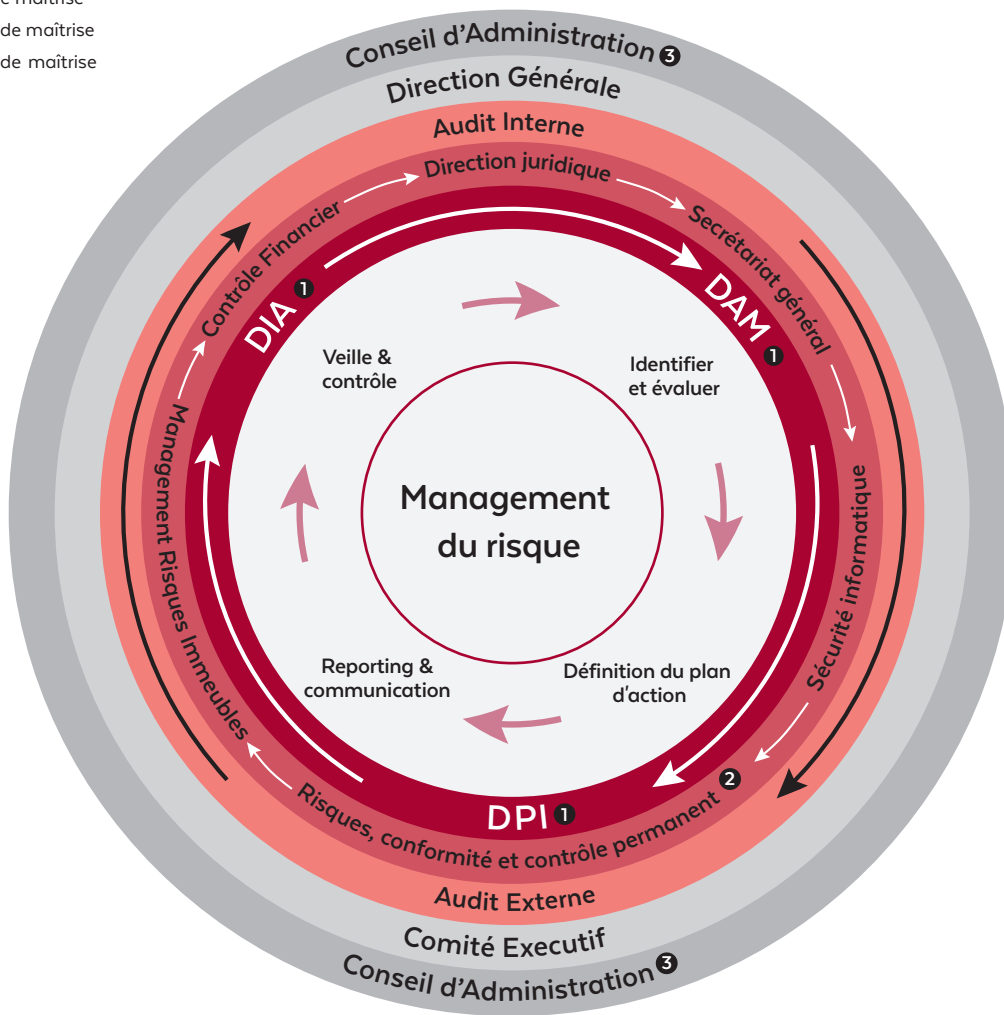 de maîtrise
de maîtrise
Conseil d'Administration 3
Direction Générale
Audit Interne
Direction juridique
Contrôle Financier
Secrétariat général
DIA 1
DAM 1
Veille &
contrôle
Identifier
et évaluer
Management
du risque
Management Risques Immeubles
Sécurité informatique
Reporting &
communication
Définition du plan
d'action
DPI 1
Risques, conformité et contrôle permanent 2
Audit Externe
Comité Executif
Conseil d'Administration 3